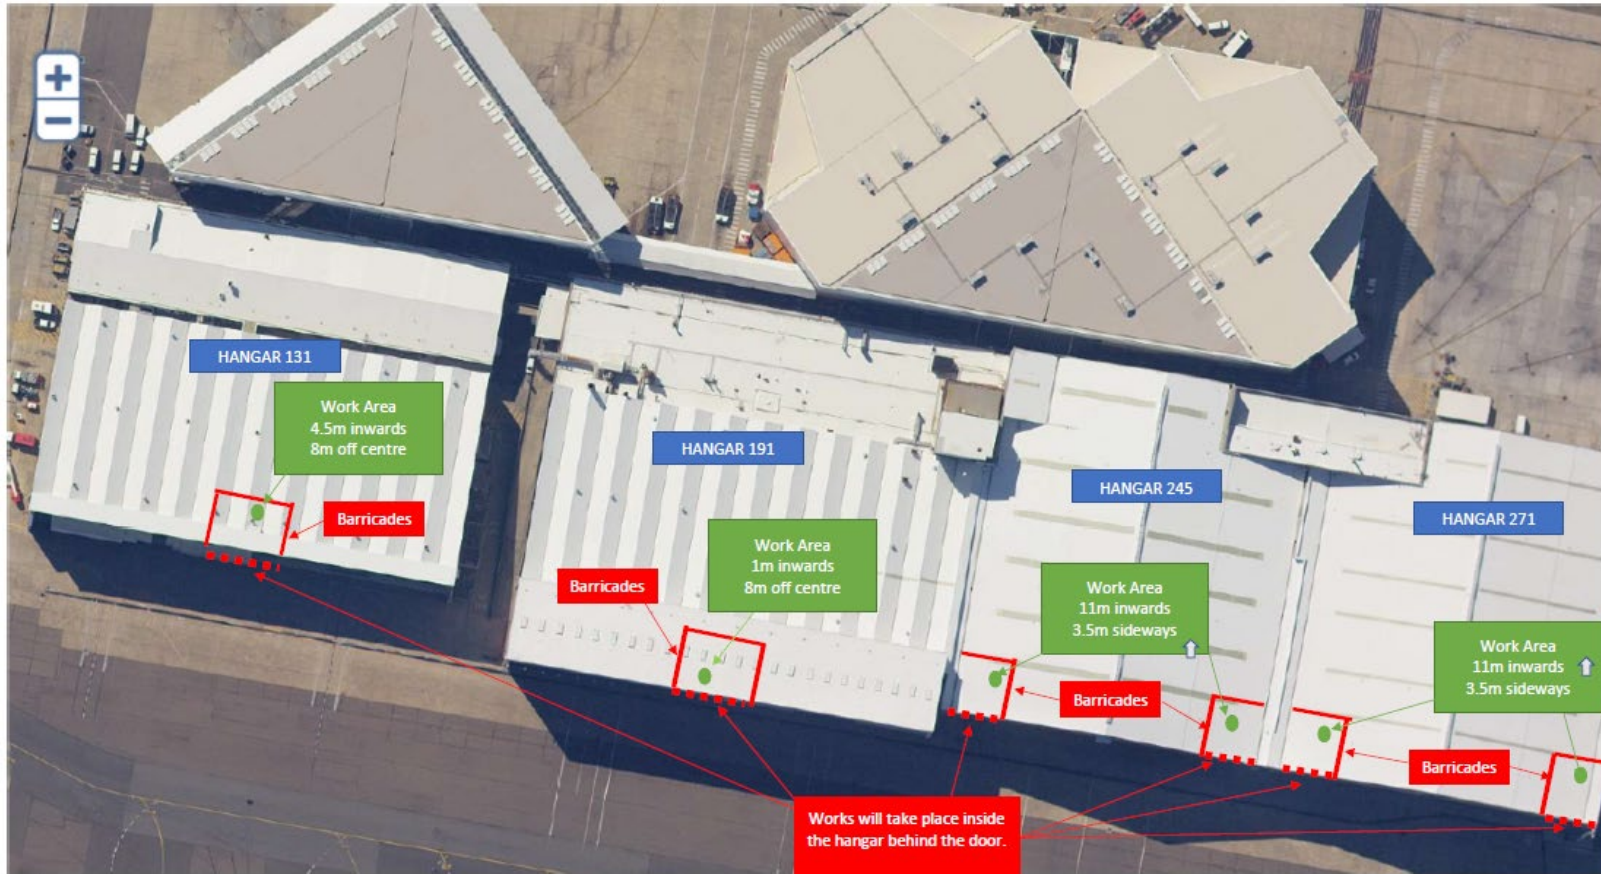 +
−
HANGAR 131
Work Area
4.5m inwards
8m off centre
Barricades
HANGAR 191
Work Area
1m inwards
8m off centre
Barricades
HANGAR 245
Work Area
11m inwards
3.5m sideways
Barricades
HANGAR 271
Work Area
11m inwards
3.5m sideways
Barricades
Works will take place inside
the hangar behind the door.